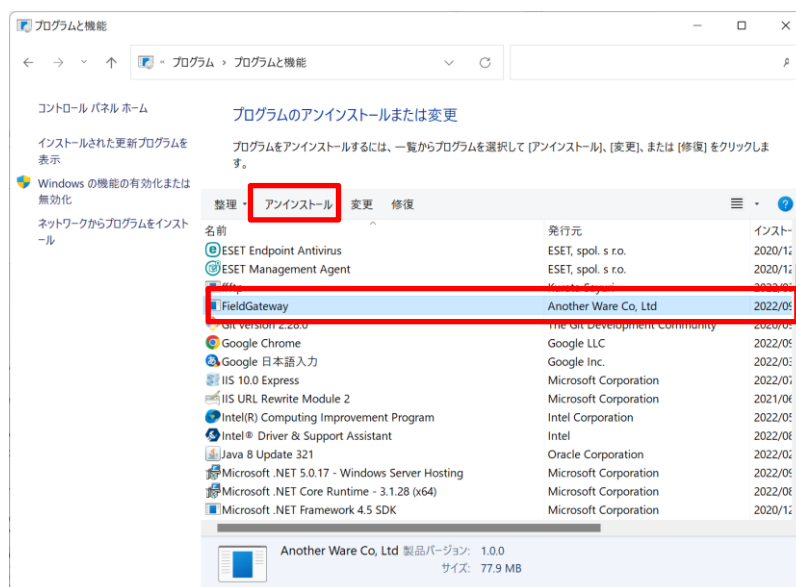 プログラムと機能
« プログラム › プログラムと機能
コントロール パネル ホーム
インストールされた更新プログラムを
表示
Windows の機能の有効化または
無効化
ネットワークからプログラムをインスト
ール
プログラムのアンインストールまたは変更
プログラムをアンインストールするには、一覧からプログラムを選択して [アンインストール]、[変更]、または [修復] をクリックしま
す。
整理 アンインストール 変更 修復
名前 発行元 インストー
ESET Endpoint Antivirus ESET, spol. s r.o. 2020/12
ESET Management Agent ESET, spol. s r.o. 2020/12
ffftp Kurata Sayuri
FieldGateway Another Ware Co, Ltd 2022/09
Git version 2.28.0 The Git Development Community
Google Chrome Google LLC 2022/09
Google 日本語入力 Google Inc. 2022/03
IIS 10.0 Express Microsoft Corporation 2022/07
IIS URL Rewrite Module 2 Microsoft Corporation 2021/06
Intel(R) Computing Improvement Program Intel Corporation 2022/05
Intel® Driver & Support Assistant Intel 2022/08
Java 8 Update 321 Oracle Corporation 2022/02
Microsoft .NET 5.0.17 - Windows Server Hosting Microsoft Corporation 2022/09
Microsoft .NET Core Runtime - 3.1.28 (x64) Microsoft Corporation 2022/08
Microsoft .NET Framework 4.5 SDK Microsoft Corporation 2020/12
Another Ware Co, Ltd 製品バージョン: 1.0.0
サイズ: 77.9 MB